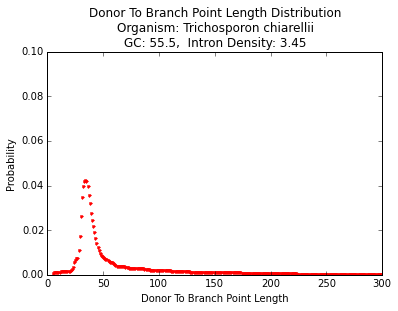 Donor To Branch Point Length Distribution
Organism: Trichosporon chiarellii
GC: 55.5,  Intron Density: 3.45
0.10
0.08
0.06
0.04
0.02
0.00
Probability
0
50
100
150
200
250
300
Donor To Branch Point Length